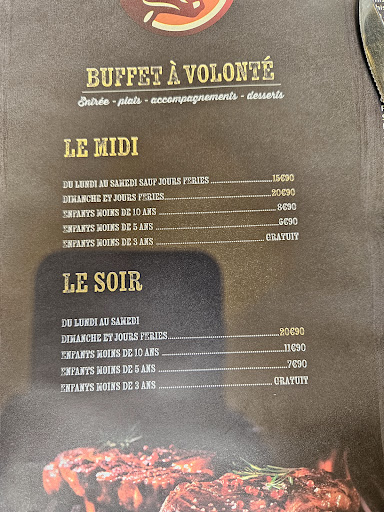 BUFFET À VOLONTÉ
Entrée - plats - accompagnements - desserts
LE MIDI
DU LUNDI AU SAMEDI SAUF JOURS FERIES 15€90
DIMANCHE ET JOURS FERIES 20€90
ENFANTS MOINS DE 10 ANS 8€90
ENFANTS MOINS DE 5 ANS 6€90
ENFANTS MOINS DE 3 ANS GRATUIT
LE SOIR
DU LUNDI AU SAMEDI
DIMANCHE ET JOURS FERIES 20€90
ENFANTS MOINS DE 10 ANS 11€90
ENFANTS MOINS DE 5 ANS 7€90
ENFANTS MOINS DE 3 ANS GRATUIT